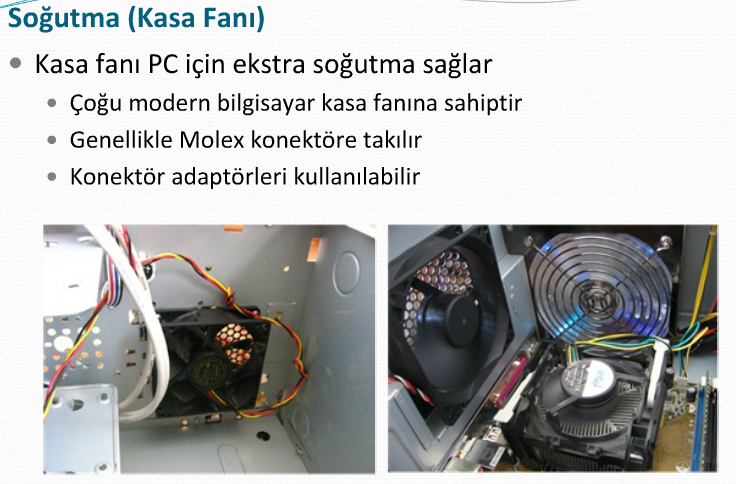 Soğutma (Kasa Fanı)
Kasa fanı PC için ekstra soğutma sağlar
Çoğu modern bilgisayar kasa fanına sahiptir
Genellikle Molex konektöre takılır
Konektör adaptörleri kullanılabilir